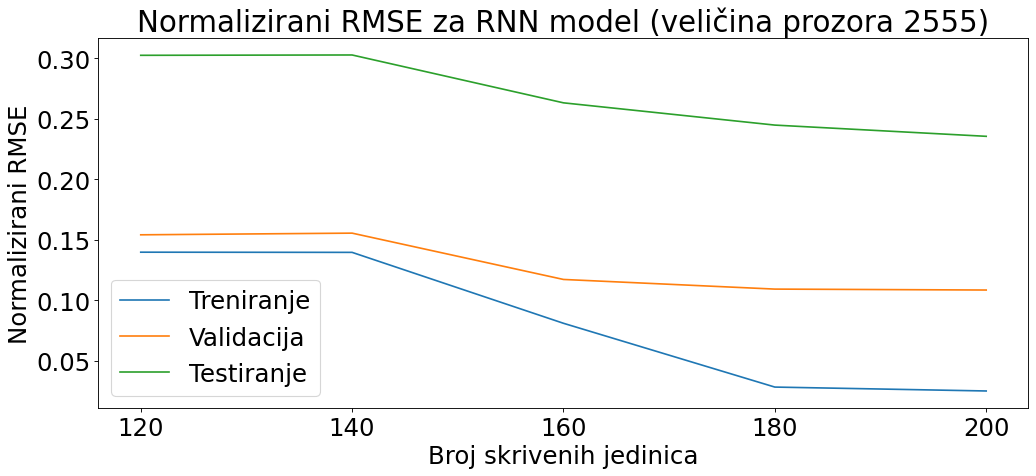 Normalizirani RMSE za RNN model (veličina prozora 2555)
Normalizirani RMSE
0.30
0.25
0.20
0.15
0.10
0.05
Treniranje
Validacija
Testiranje
120 140 160 180 200
Broj skrivenih jedinica